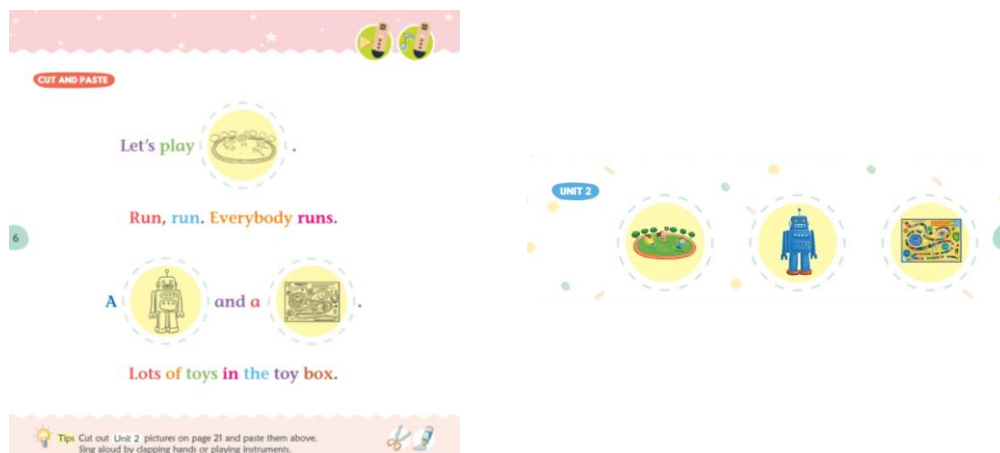 CUT AND PASTE
Let's play .
Run, run. Everybody runs.
6
A and a .
Lots of toys in the toy box.
Tips Cut out Unit 2 pictures on page 21 and paste them above.
Sing aloud by clapping hands or playing instruments.
UNIT 2